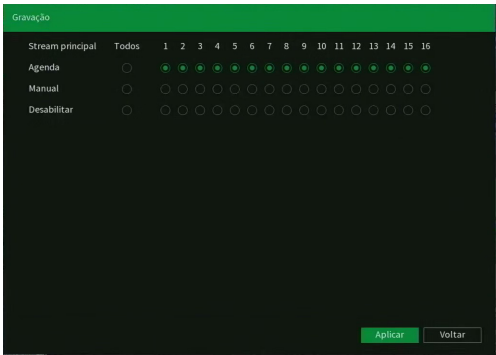 Gravação
Stream principal Todos 1 2 3 4 5 6 7 8 9 10 11 12 13 14 15 16
Agenda
Manual
Desabilitar
Aplicar Voltar